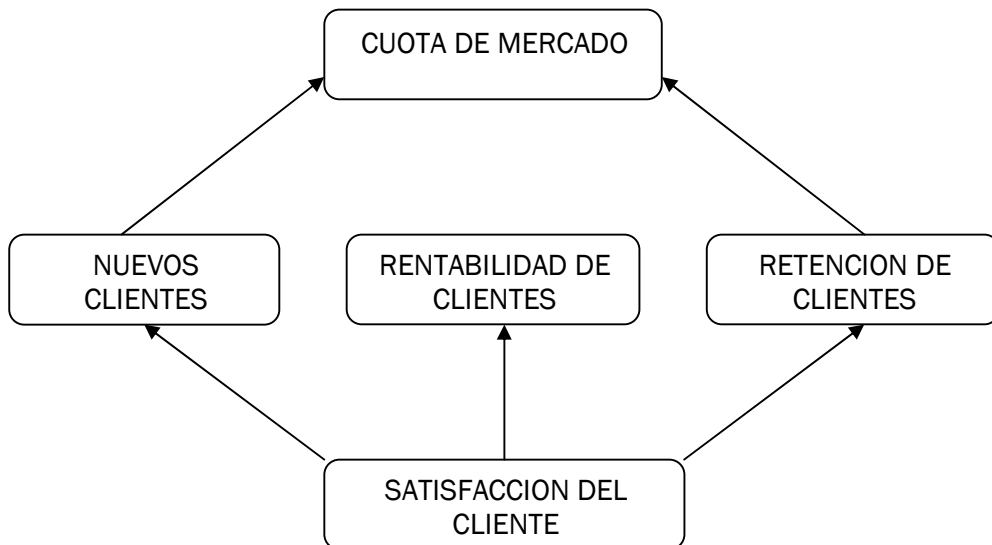 CUOTA DE MERCADO
NUEVOS
CLIENTES
RENTABILIDAD DE
CLIENTES
RETENCION DE
CLIENTES
SATISFACCION DEL
CLIENTE